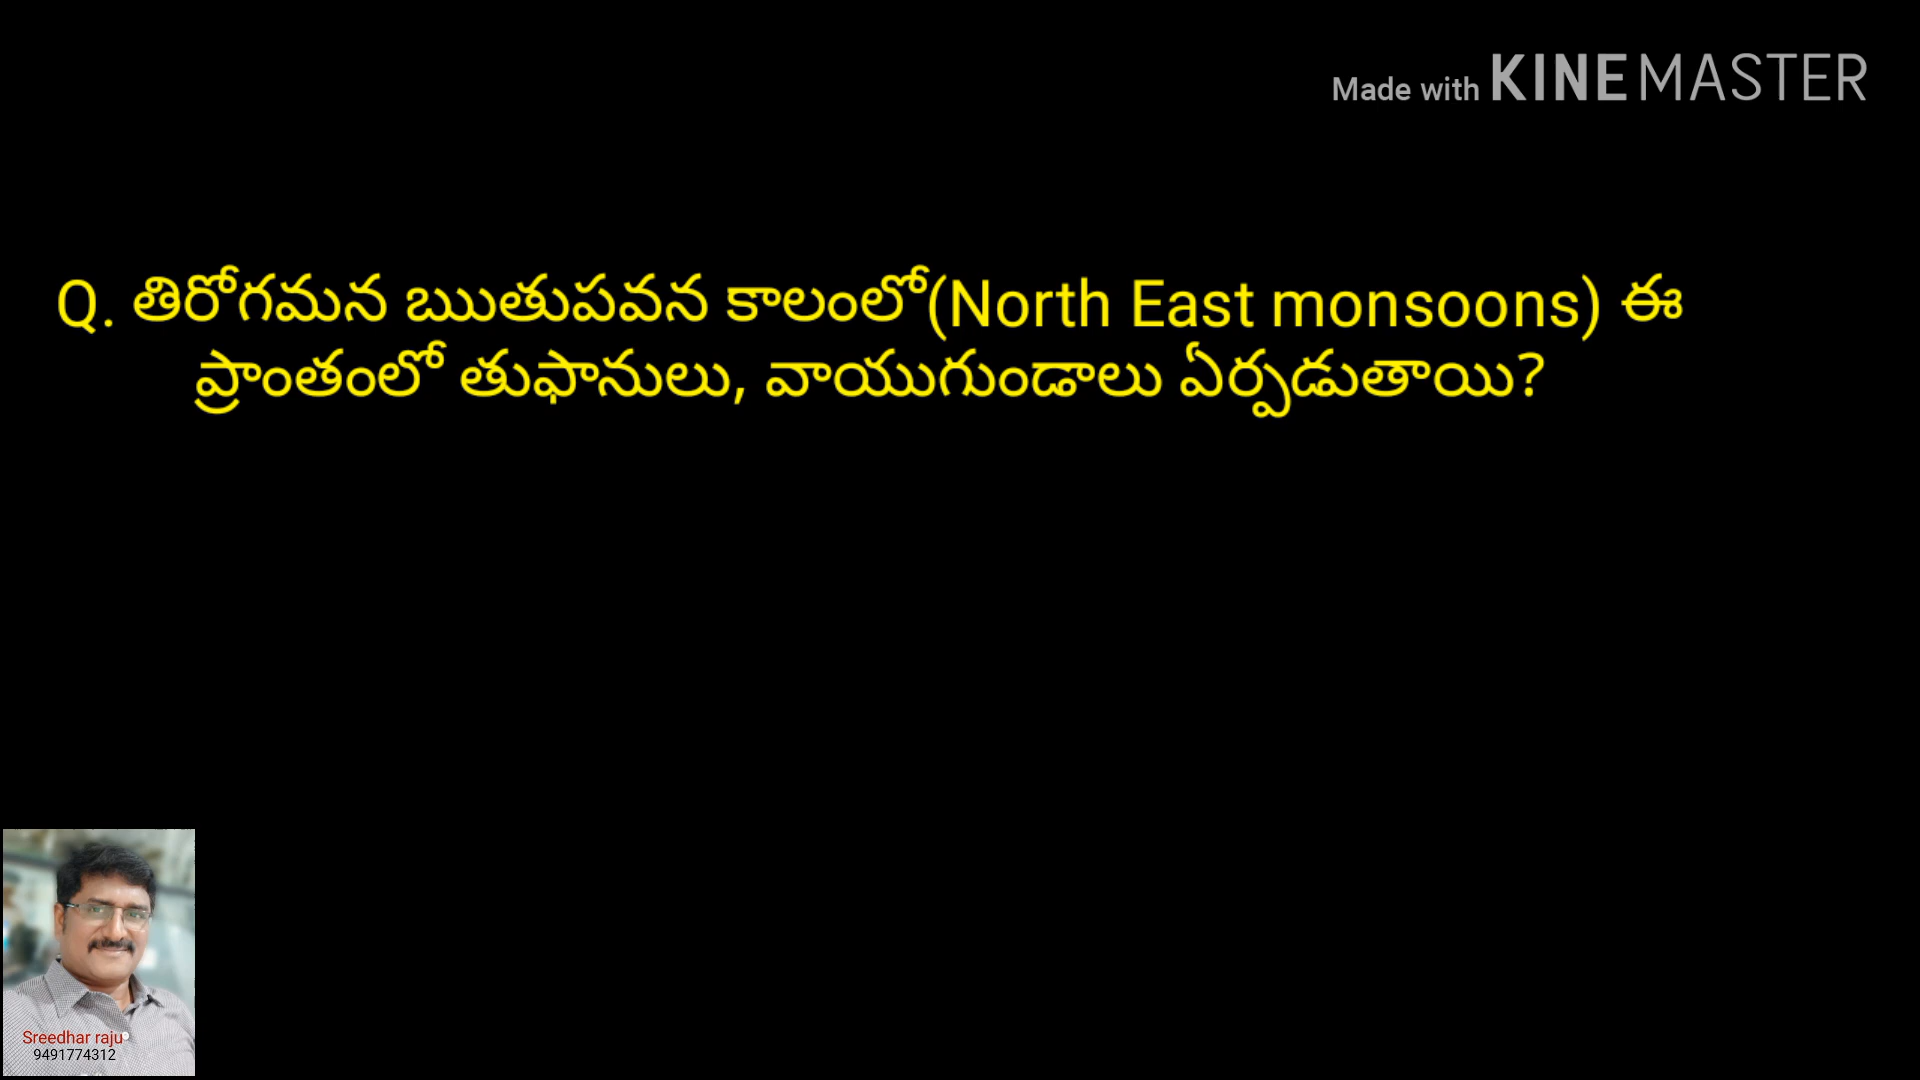 Made with KINEMASTER
Q. తిరోగమన ఋతుపవన కాలంలో(North East monsoons) ఈ
ప్రాంతంలో తుఫానులు, వాయుగుండాలు ఏర్పడుతాయి?
Sreedhar raju
9491774312